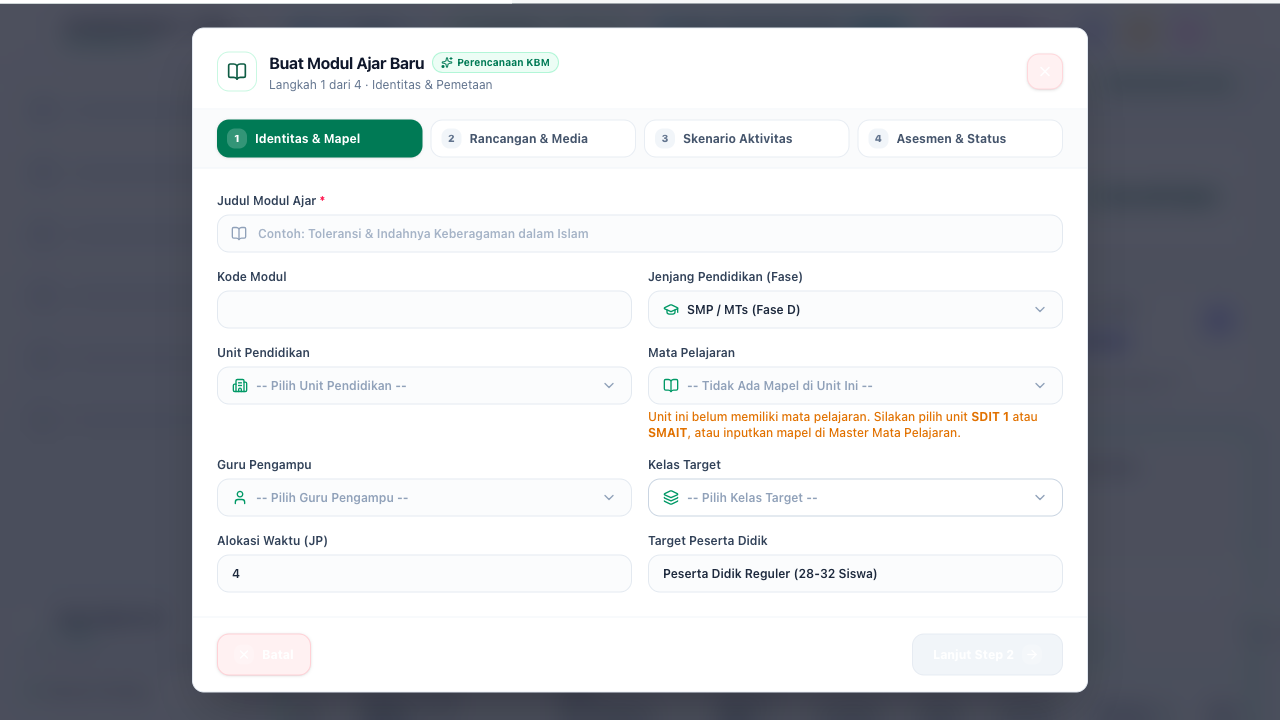 Buat Modul Ajar Baru
Perencanaan KBM
Langkah 1 dari 4 · Identitas & Pemetaan
1 Identitas & Mapel
2 Rancangan & Media
3 Skenario Aktivitas
4 Asesmen & Status
Judul Modul Ajar *
Contoh: Toleransi & Indahnya Keberagaman dalam Islam
Kode Modul
Jenjang Pendidikan (Fase)
SMP / MTs (Fase D)
Unit Pendidikan
Mata Pelajaran
-- Pilih Unit Pendidikan --
-- Tidak Ada Mapel di Unit Ini --
Unit ini belum memiliki mata pelajaran. Silakan pilih unit SDIT 1 atau
SMAIT, atau inputkan mapel di Master Mata Pelajaran.
Guru Pengampu
Kelas Target
-- Pilih Guru Pengampu --
-- Pilih Kelas Target --
Alokasi Waktu (JP)
Target Peserta Didik
4
Peserta Didik Reguler (28-32 Siswa)
Batal
Lanjut Step 2